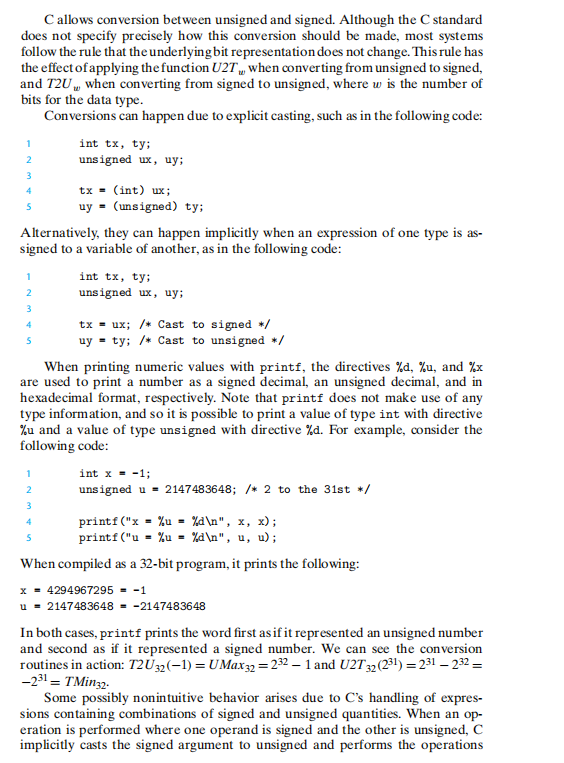 C allows conversion between unsigned and signed. Although the C standard
does not specify precisely how this conversion should be made, most systems
follow the rule that the underlying bit representation does not change. This rule has
the effect of applying the function U2Tw when converting from unsigned to signed,
and T2Uw when converting from signed to unsigned, where w is the number of
bits for the data type.
Conversions can happen due to explicit casting, such as in the following code:
1 int tx, ty;
2 unsigned ux, uy;
3
4 tx = (int) ux;
5 uy = (unsigned) ty;
Alternatively, they can happen implicitly when an expression of one type is as-
signed to a variable of another, as in the following code:
1 int tx, ty;
2 unsigned ux, uy;
3
4 tx = ux; /* Cast to signed */
5 uy = ty; /* Cast to unsigned */
When printing numeric values with printf, the directives %d, %u, and %x
are used to print a number as a signed decimal, an unsigned decimal, and in
hexadecimal format, respectively. Note that printf does not make use of any
type information, and so it is possible to print a value of type int with directive
%u and a value of type unsigned with directive %d. For example, consider the
following code:
1 int x = -1;
2 unsigned u = 2147483648; /* 2 to the 31st */
3
4 printf("x = %u = %d\n", x, x);
5 printf("u = %u = %d\n", u, u);
When compiled as a 32-bit program, it prints the following:
x = 4294967295 = -1
u = 2147483648 = -2147483648
In both cases, printf prints the word first as if it represented an unsigned number
and second as if it represented a signed number. We can see the conversion
routines in action: T2U₃₂(−1) = UMax₃₂ = 2³² − 1 and U2T₃₂(2³¹) = 2³¹ − 2³² =
−2³¹ = TMin₃₂.
Some possibly nonintuitive behavior arises due to C's handling of expres-
sions containing combinations of signed and unsigned quantities. When an op-
eration is performed where one operand is signed and the other is unsigned, C
implicitly casts the signed argument to unsigned and performs the operations